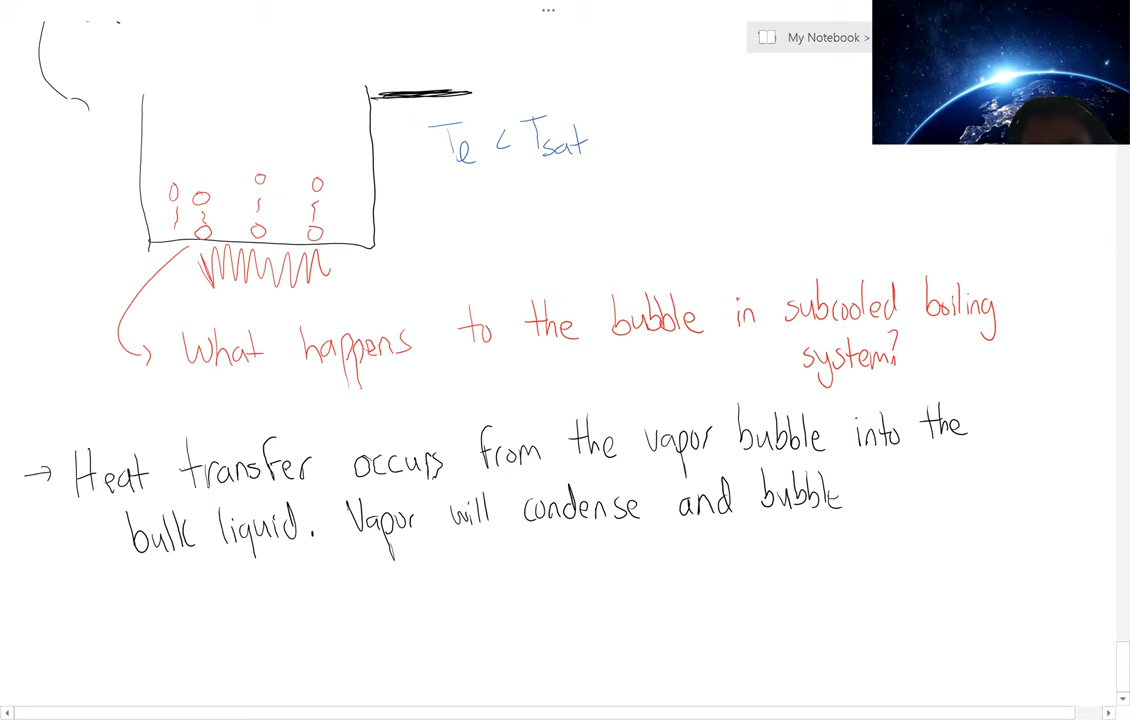 My Notebook >
Tℓ < Tsat
What happens to the bubble in subcooled boiling
system?
→ Heat transfer occurs from the vapor bubble into the
bulk liquid. Vapor will condense and bubble